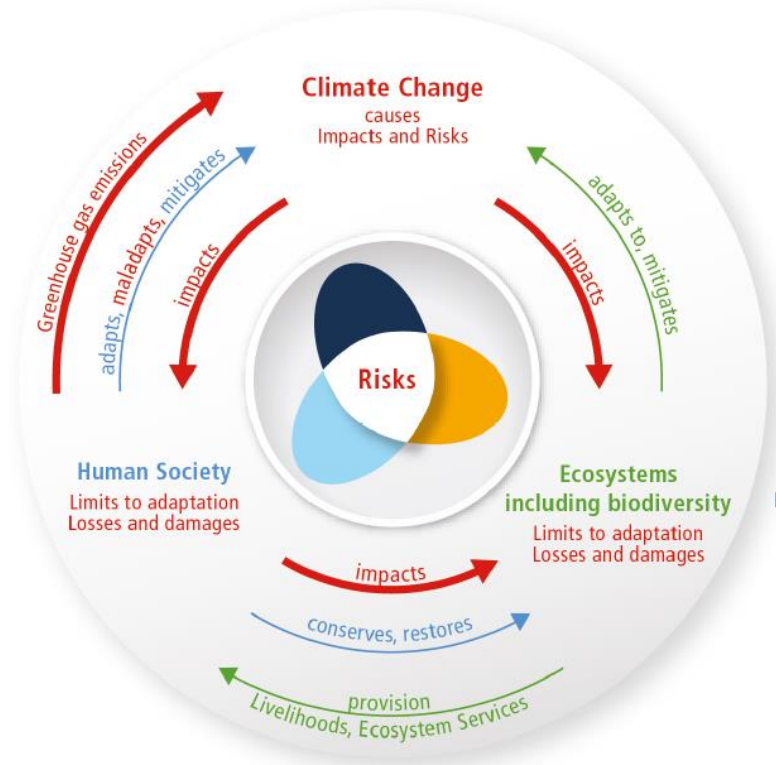 Climate Change
causes
Impacts and Risks
Greenhouse gas emissions
adapts, maladapts, mitigates
impacts
impacts
adapts to, mitigates
Risks
Human Society
Limits to adaptation
Losses and damages
Ecosystems
including biodiversity
Limits to adaptation
Losses and damages
impacts
conserves, restores
provision
Livelihoods, Ecosystem Services